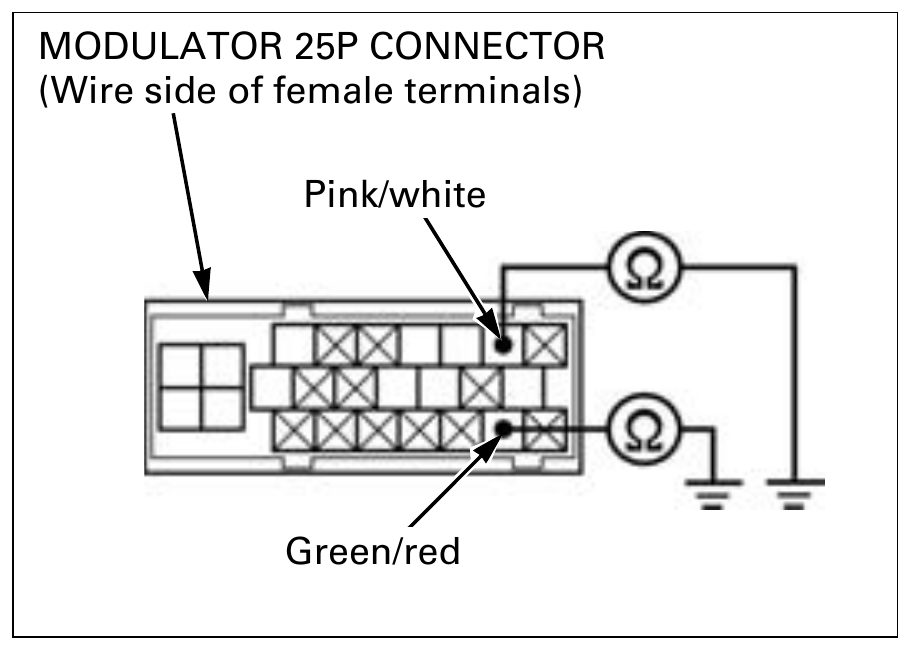 MODULATOR 25P CONNECTOR
(Wire side of female terminals)
Pink/white
Ω
Ω
Green/red